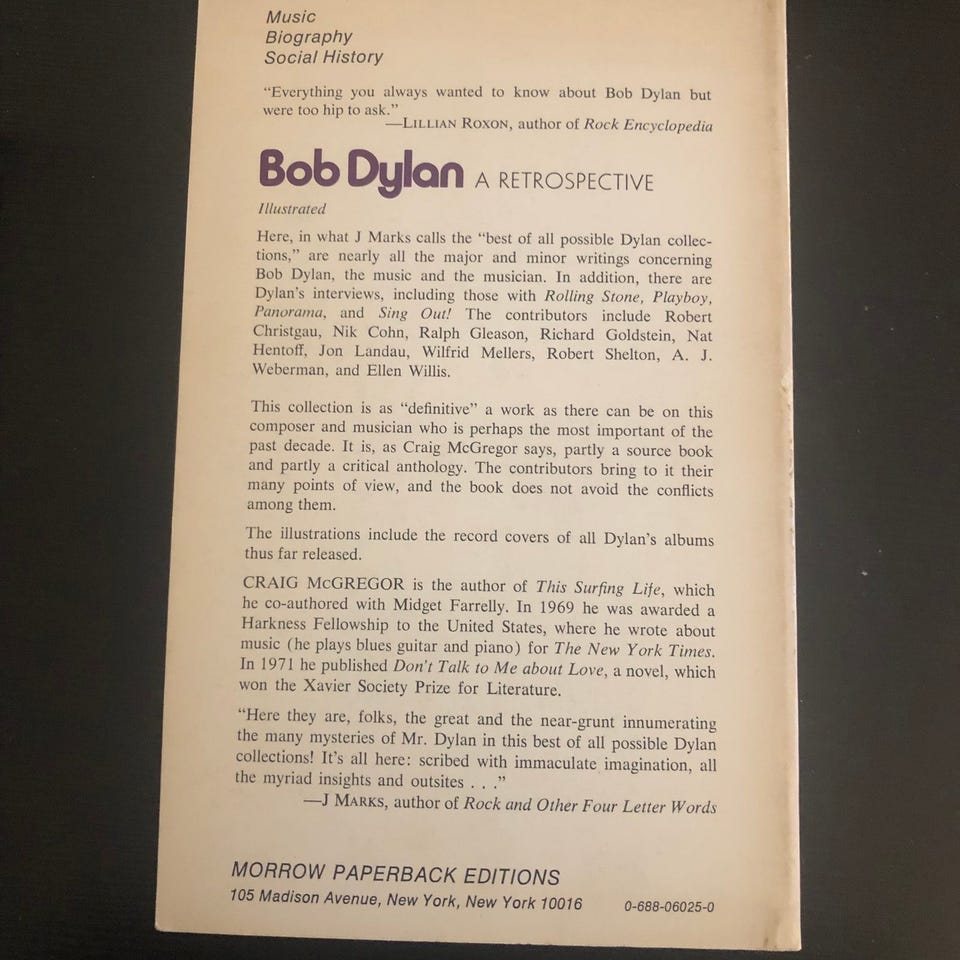 Music
Biography
Social History
“Everything you always wanted to know about Bob Dylan but
were too hip to ask.”
—LILLIAN ROXON, author of Rock Encyclopedia
Bob Dylan A RETROSPECTIVE
Illustrated
Here, in what J Marks calls the “best of all possible Dylan collec-
tions,” are nearly all the major and minor writings concerning
Bob Dylan, the music and the musician. In addition, there are
Dylan’s interviews, including those with Rolling Stone, Playboy,
Panorama, and Sing Out! The contributors include Robert
Christgau, Nik Cohn, Ralph Gleason, Richard Goldstein, Nat
Hentoff, Jon Landau, Wilfrid Mellers, Robert Shelton, A. J.
Weberman, and Ellen Willis.
This collection is as “definitive” a work as there can be on this
composer and musician who is perhaps the most important of the
past decade. It is, as Craig McGregor says, partly a source book
and partly a critical anthology. The contributors bring to it their
many points of view, and the book does not avoid the conflicts
among them.
The illustrations include the record covers of all Dylan’s albums
thus far released.
CRAIG McGREGOR is the author of This Surfing Life, which
he co-authored with Midget Farrelly. In 1969 he was awarded a
Harkness Fellowship to the United States, where he wrote about
music (he plays blues guitar and piano) for The New York Times.
In 1971 he published Don’t Talk to Me about Love, a novel, which
won the Xavier Society Prize for Literature.
“Here they are, folks, the great and the near-grunt innumerating
the many mysteries of Mr. Dylan in this best of all possible Dylan
collections! It’s all here: scribed with immaculate imagination, all
the myriad insights and outsites . . .”
—J MARKS, author of Rock and Other Four Letter Words
MORROW PAPERBACK EDITIONS
105 Madison Avenue, New York, New York 10016 0-688-06025-0